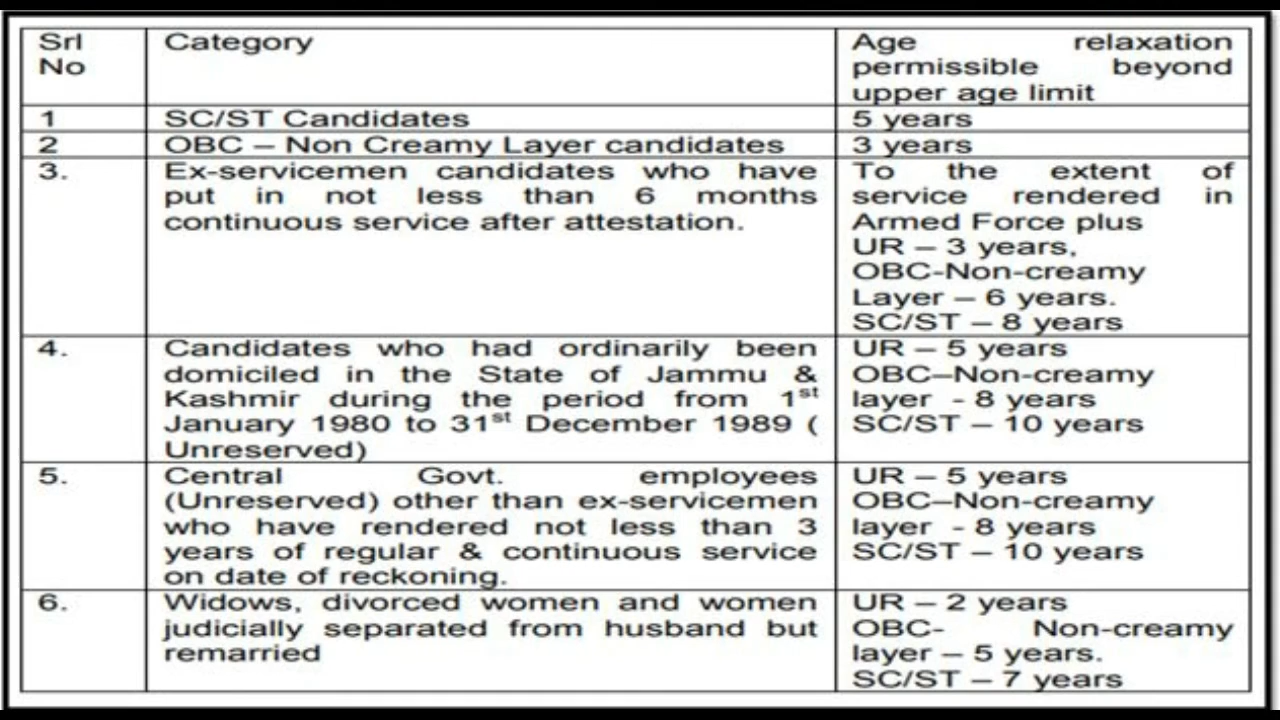 Srl No
Category
Age relaxation
permissible beyond
upper age limit
1
SC/ST Candidates
5 years
2
OBC – Non Creamy Layer candidates
3 years
3.
Ex-servicemen candidates who have
put in not less than 6 months
continuous service after attestation.
To the extent of
service rendered in
Armed Force plus
UR – 3 years,
OBC-Non-creamy
Layer – 6 years.
SC/ST – 8 years
4.
Candidates who had ordinarily been
domiciled in the State of Jammu &
Kashmir during the period from 1st
January 1980 to 31st December 1989 (
Unreserved)
UR – 5 years
OBC–Non-creamy
layer - 8 years
SC/ST – 10 years
5.
Central Govt. employees
(Unreserved) other than ex-servicemen
who have rendered not less than 3
years of regular & continuous service
on date of reckoning.
UR – 5 years
OBC–Non-creamy
layer - 8 years
SC/ST – 10 years
6.
Widows, divorced women and women
judicially separated from husband but
remarried
UR – 2 years
OBC- Non-creamy
layer – 5 years.
SC/ST – 7 years